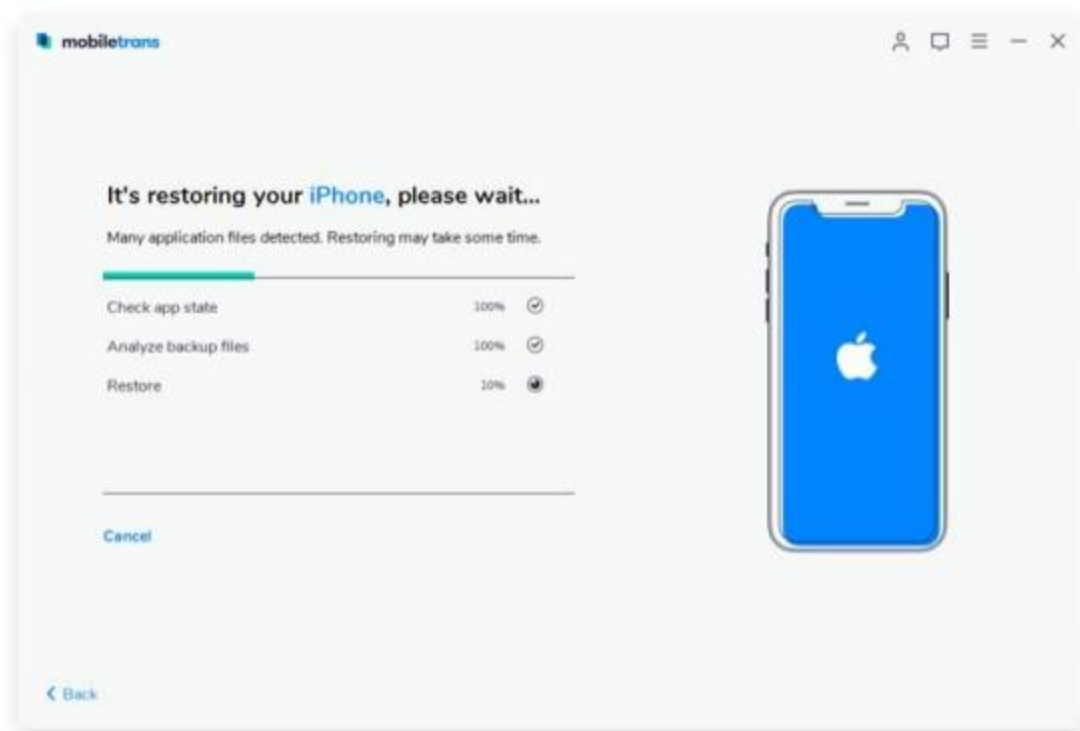 mobiletrans
It's restoring your iPhone, please wait...
Many application files detected. Restoring may take some time.
Check app state 100%
Analyze backup files 100%
Restore 10%
Cancel
Back